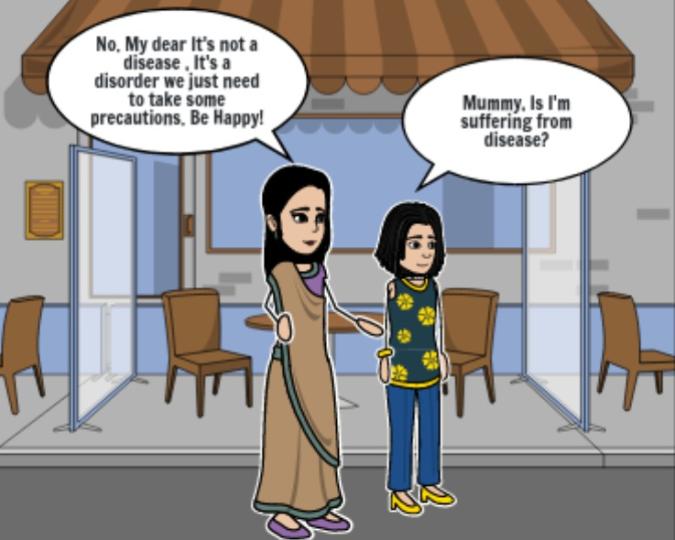 No, My dear It's not a
disease , It's a
disorder we just need
to take some
precautions, Be Happy!
Mummy, Is I'm
suffering from
disease?